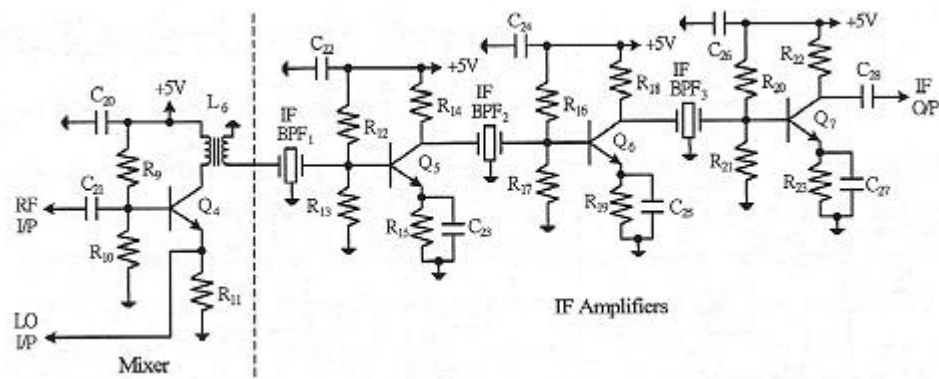 C20
+5V
L6
R9
C21
RF
I/P
Q4
R10
R11
LO
I/P
Mixer
IF
BPF1
C22
+5V
R12
R14
R13
Q5
R15
C23
IF
BPF2
C24
+5V
R16
R18
R17
Q6
R19
C25
IF
BPF3
C26
+5V
R20
R22
R21
Q7
R23
C27
C28
IF
O/P
IF Amplifiers